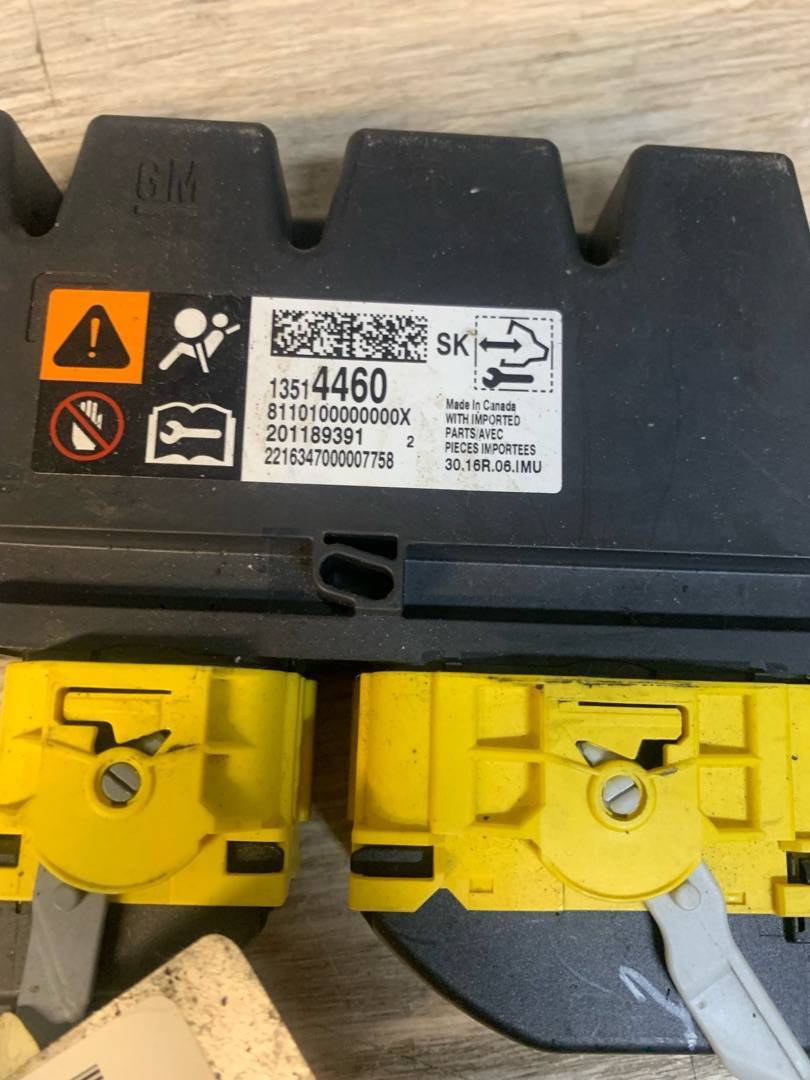 GM
SK
13514460
8110100000000X
201189391 2
2216347000007758
Made In Canada
WITH IMPORTED
PARTS/AVEC
PIECES IMPORTEES
30.16R.06.IMU